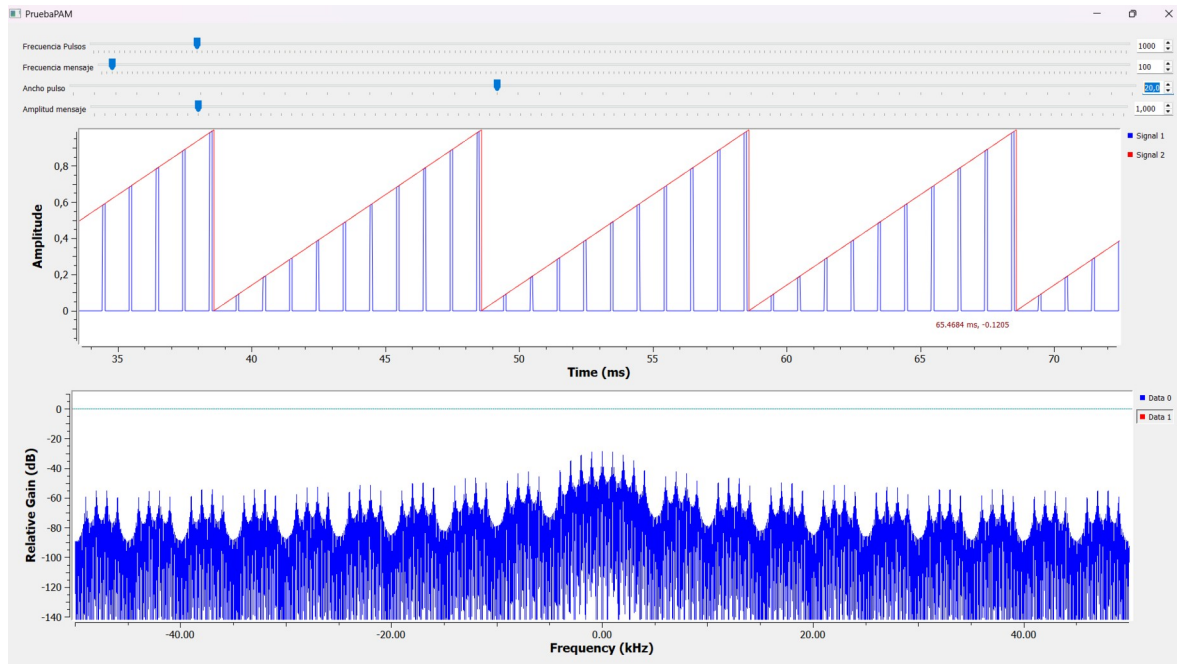 PruebaPAM
Frecuencia Pulsos 1000
Frecuencia mensaje 100
Ancho pulso 20,0
Amplitud mensaje 1,000
Signal 1
Signal 2
0,8
0,6
0,4
0,2
0
Amplitude
65.4684 ms, -0.1205
35 40 45 50 55 60 65 70
Time (ms)
Data 0
Data 1
0
-20
-40
-60
-80
-100
-120
-140
Relative Gain (dB)
-40.00 -20.00 0.00 20.00 40.00
Frequency (kHz)